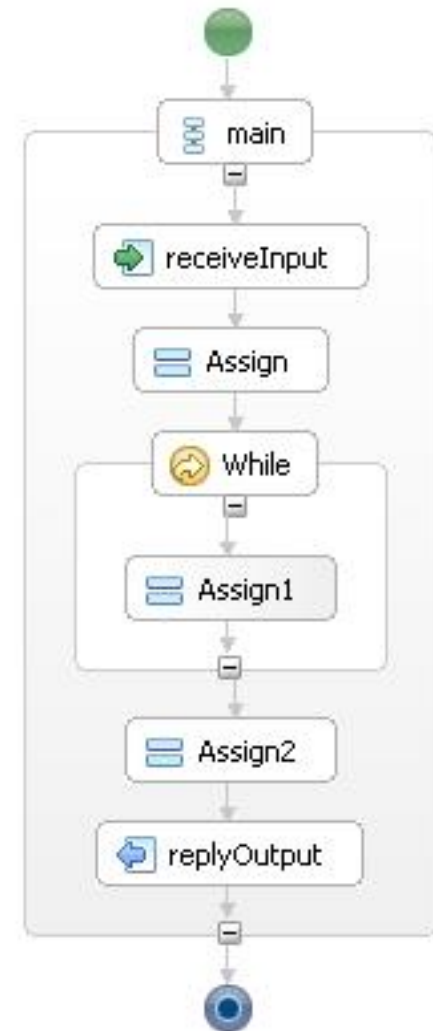 main
receiveInput
Assign
While
Assign1
Assign2
replyOutput